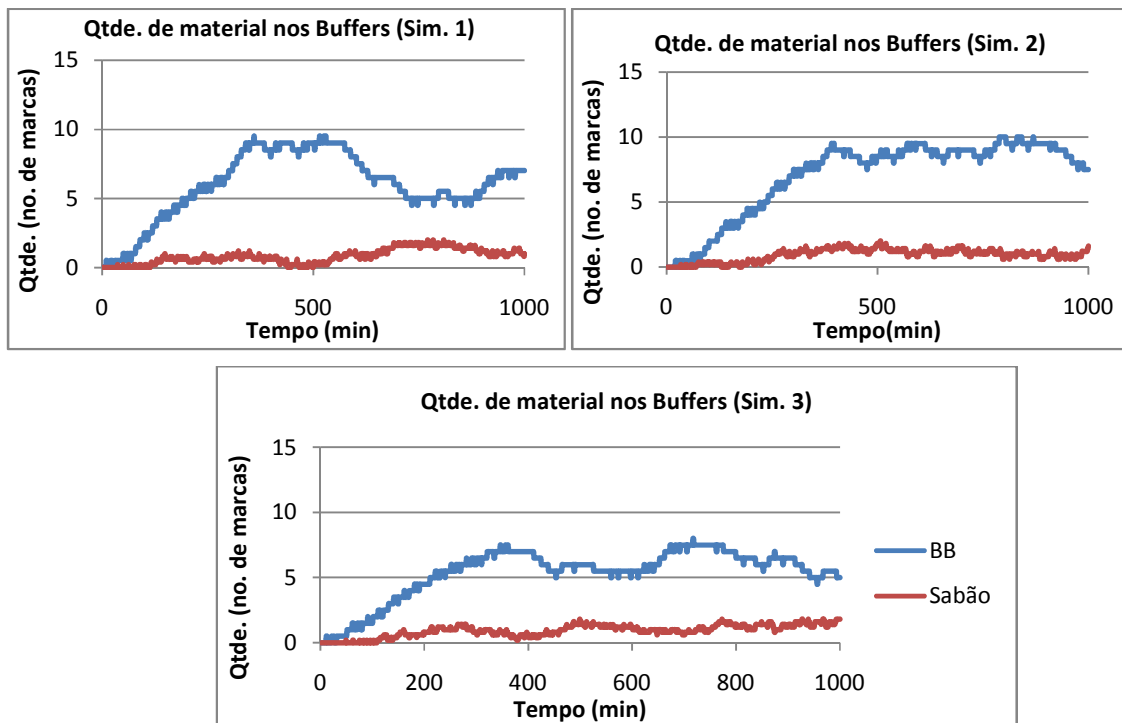 Qtde. de material nos Buffers (Sim. 1)
Qtde. (no. de marcas)
15
10
5
0
0 500 1000
Tempo (min)
Qtde. de material nos Buffers (Sim. 2)
Qtde. (no. de marcas)
15
10
5
0
0 500 1000
Tempo(min)
Qtde. de material nos Buffers (Sim. 3)
Qtde. (no. de marcas)
15
10
5
0
0 200 400 600 800 1000
Tempo (min)
BB
Sabão